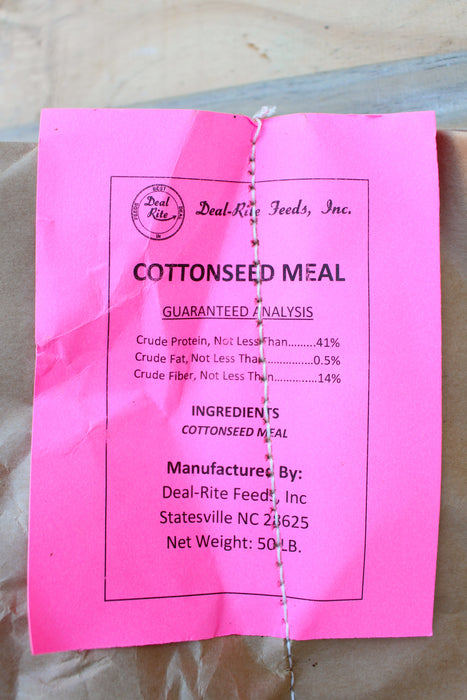 Deal Rite
Deal-Rite Feeds, Inc.
COTTONSEED MEAL
GUARANTEED ANALYSIS
Crude Protein, Not Less Than.........41%
Crude Fat, Not Less Than..............0.5%
Crude Fiber, Not Less Than..............14%
INGREDIENTS
COTTONSEED MEAL
Manufactured By:
Deal-Rite Feeds, Inc
Statesville NC 28625
Net Weight: 50 LB.